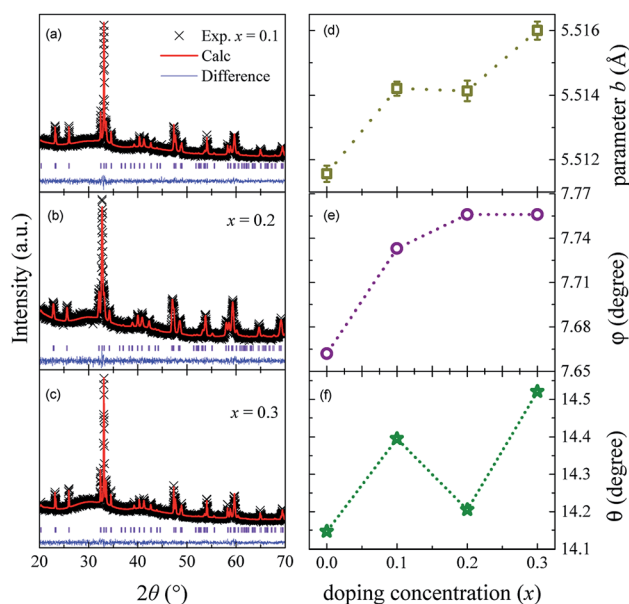 (a)
Exp. x = 0.1
Calc
Difference
(b)
x = 0.2
(c)
x = 0.3
Intensity (a.u.)
20 30 40 50 60 70
2θ (°)
(d)
5.516
5.514
5.512
parameter b (Å)
(e)
7.77
7.74
7.71
7.68
7.65
φ (degree)
(f)
14.5
14.4
14.3
14.2
14.1
θ (degree)
0.0 0.1 0.2 0.3
doping concentration (x)